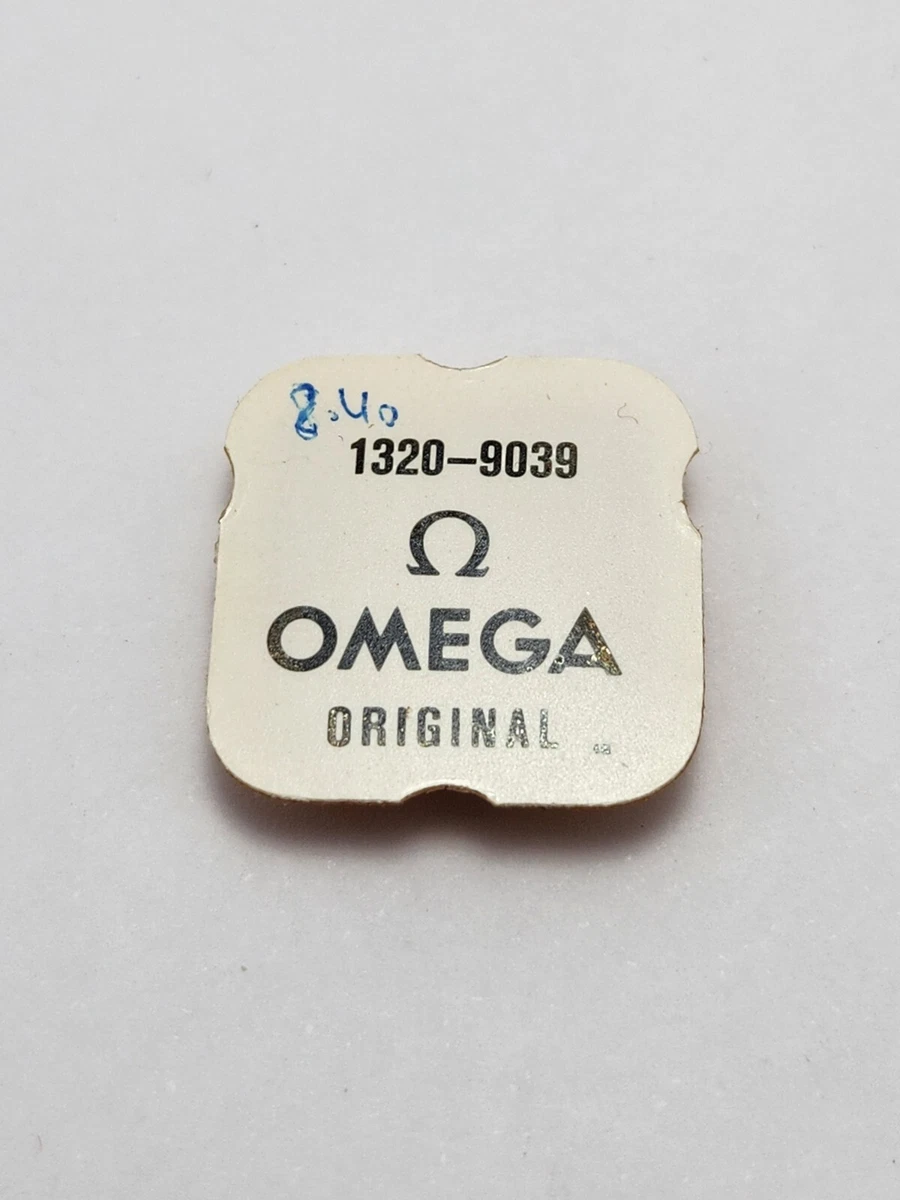 8.40
1320–9039
Ω
OMEGA
ORIGINAL